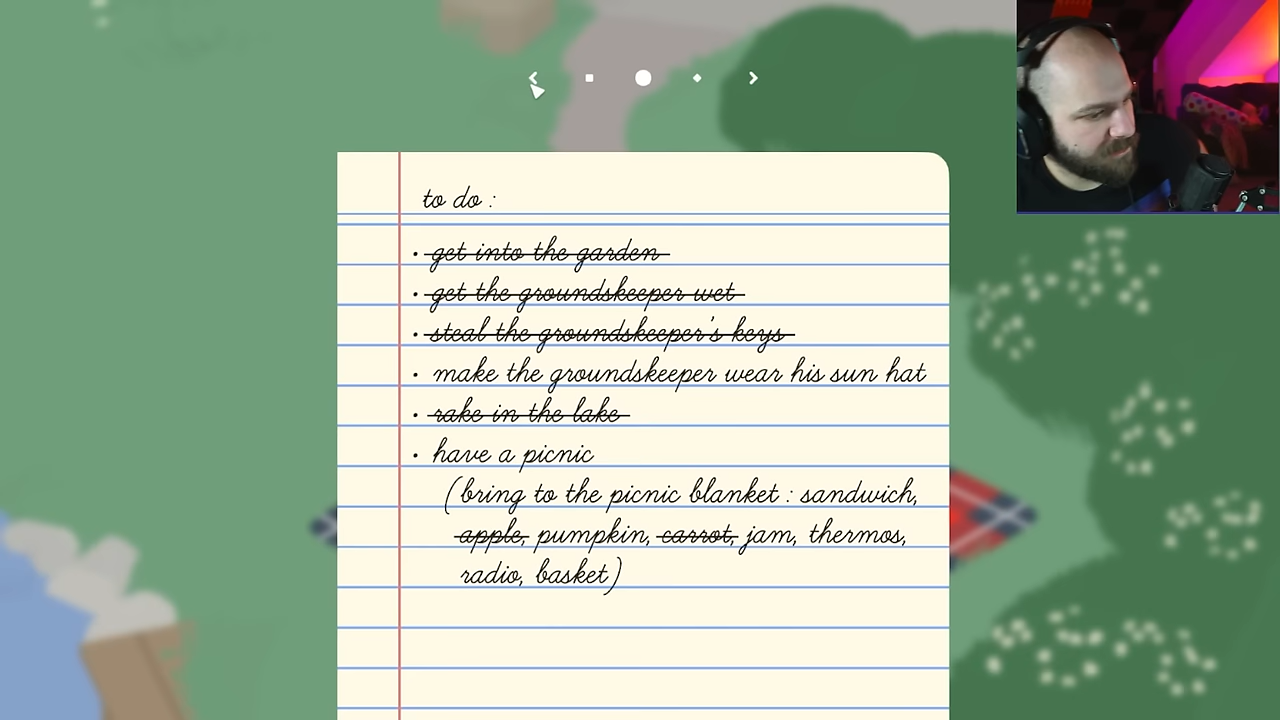 to do :
• get into the garden
• get the groundskeeper wet
• steal the groundskeeper's keys
• make the groundskeeper wear his sun hat
• rake in the lake
• have a picnic
(bring to the picnic blanket : sandwich,
apple, pumpkin, carrot, jam, thermos,
radio, basket)